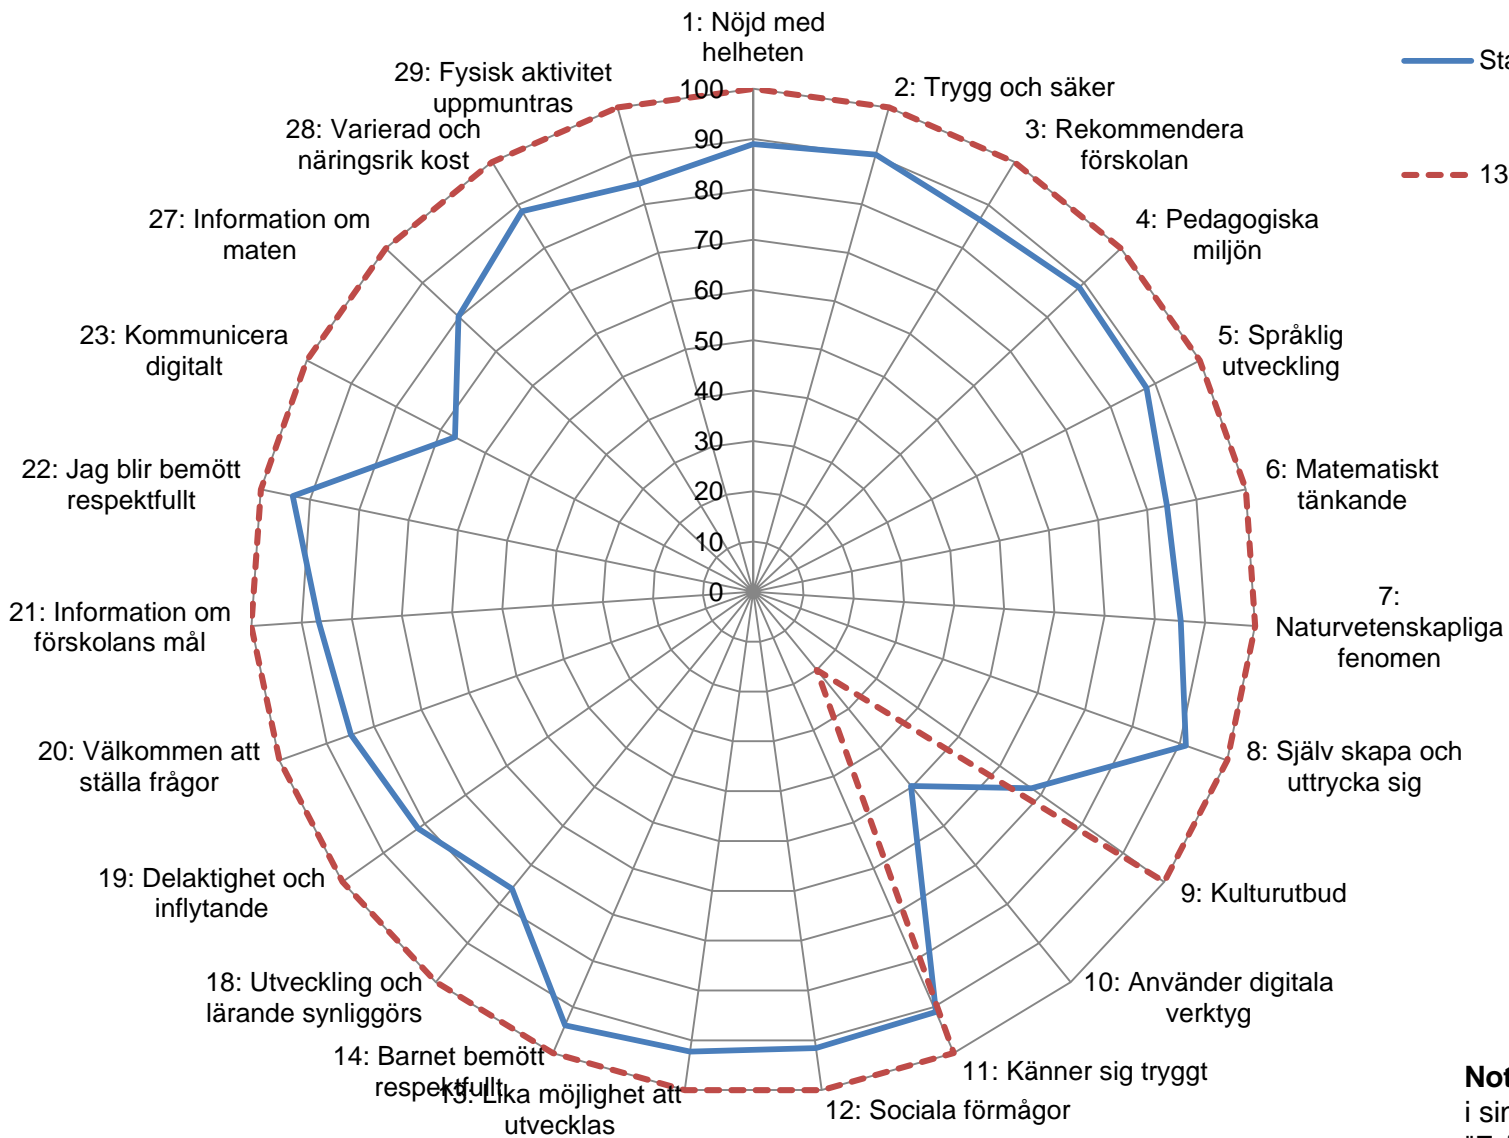 1: Nöjd med
helheten
2: Trygg och säker
3: Rekommendera
förskolan
4: Pedagogiska
miljön
5: Språklig
utveckling
6: Matematiskt
tänkande
7:
Naturvetenskapliga
fenomen
8: Själv skapa och
uttrycka sig
9: Kulturutbud
10: Använder digitala
verktyg
11: Känner sig tryggt
12: Sociala förmågor
13: Lika möjlighet att
utvecklas
14: Barnet bemött
respektfullt
18: Utveckling och
lärande synliggörs
19: Delaktighet och
inflytande
20: Välkommen att
ställa frågor
21: Information om
förskolans mål
22: Jag blir bemött
respektfullt
23: Kommunicera
digitalt
27: Information om
maten
28: Varierad och
näringsrik kost
29: Fysisk aktivitet
uppmuntras
100
90
80
70
60
50
40
30
20
10
0
Sta
13
Not
i sin